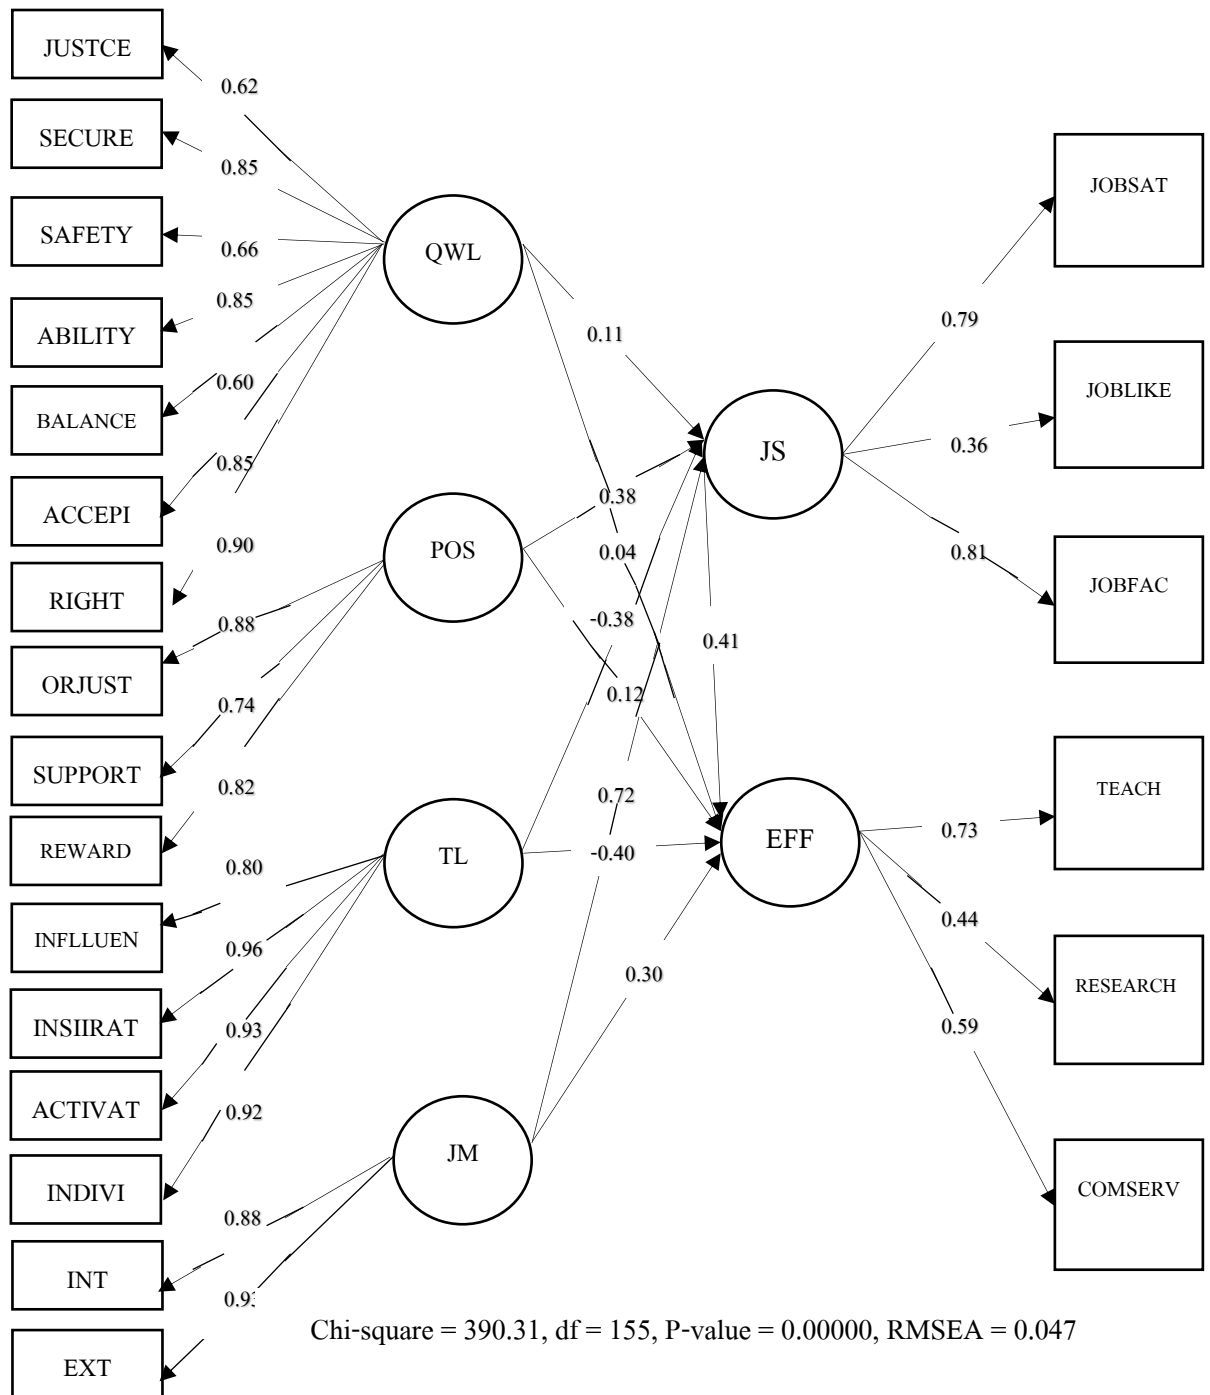 JUSTCE
0.62
SECURE
0.85
SAFETY
0.66
0.85
ABILITY
0.60
BALANCE
0.85
ACCEPI
0.90
RIGHT
0.88
ORJUST
0.74
SUPPORT
0.82
REWARD
0.80
INFLLUEN
0.96
INSIIRAT
0.93
ACTIVAT
0.92
INDIVI
0.88
INT
EXT
QWL
POS
TL
JM
0.11
0.38
0.04
-0.38
0.41
0.12
0.72
-0.40
0.30
JS
EFF
0.79
0.36
0.81
0.73
0.44
0.59
JOBSAT
JOBLIKE
JOBFAC
TEACH
RESEARCH
COMSERV
Chi-square = 390.31, df = 155, P-value = 0.00000, RMSEA = 0.047